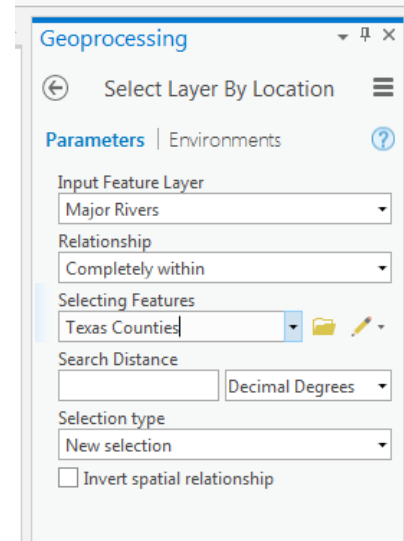 Geoprocessing
Select Layer By Location
Parameters | Environments
Input Feature Layer
Major Rivers
Relationship
Completely within
Selecting Features
Texas Counties
Search Distance
Decimal Degrees
Selection type
New selection
Invert spatial relationship